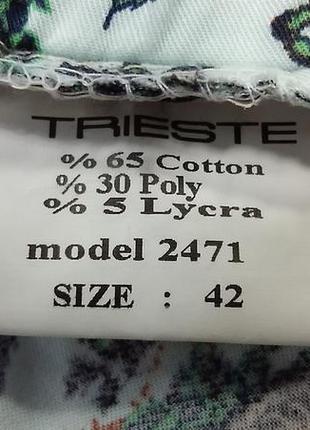 TRIESTE
% 65 Cotton
% 30 Poly
% 5 Lycra
model 2471
SIZE : 42